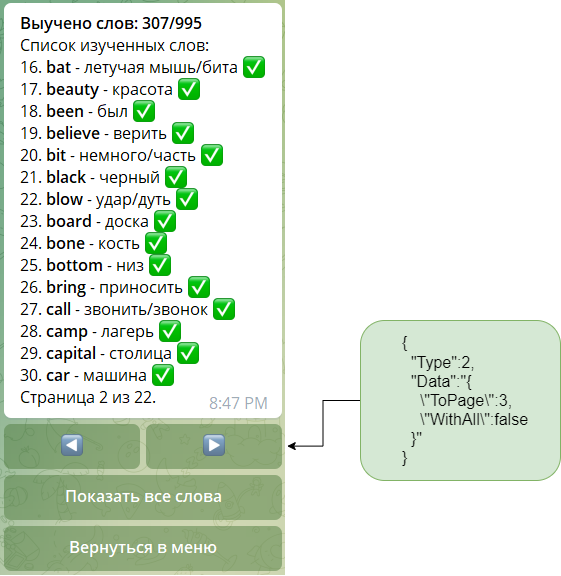 Выучено слов: 307/995
Список изученных слов:
16. bat - летучая мышь/бита ✅
17. beauty - красота ✅
18. been - был ✅
19. believe - верить ✅
20. bit - немного/часть ✅
21. black - черный ✅
22. blow - удар/дуть ✅
23. board - доска ✅
24. bone - кость ✅
25. bottom - низ ✅
26. bring - приносить ✅
27. call - звонить/звонок ✅
28. camp - лагерь ✅
29. capital - столица ✅
30. car - машина ✅
Страница 2 из 22.
8:47 PM
Показать все слова
Вернуться в меню
{
"Type":2,
"Data":"{
\"ToPage\":3,
\"WithAll\":false
}"
}